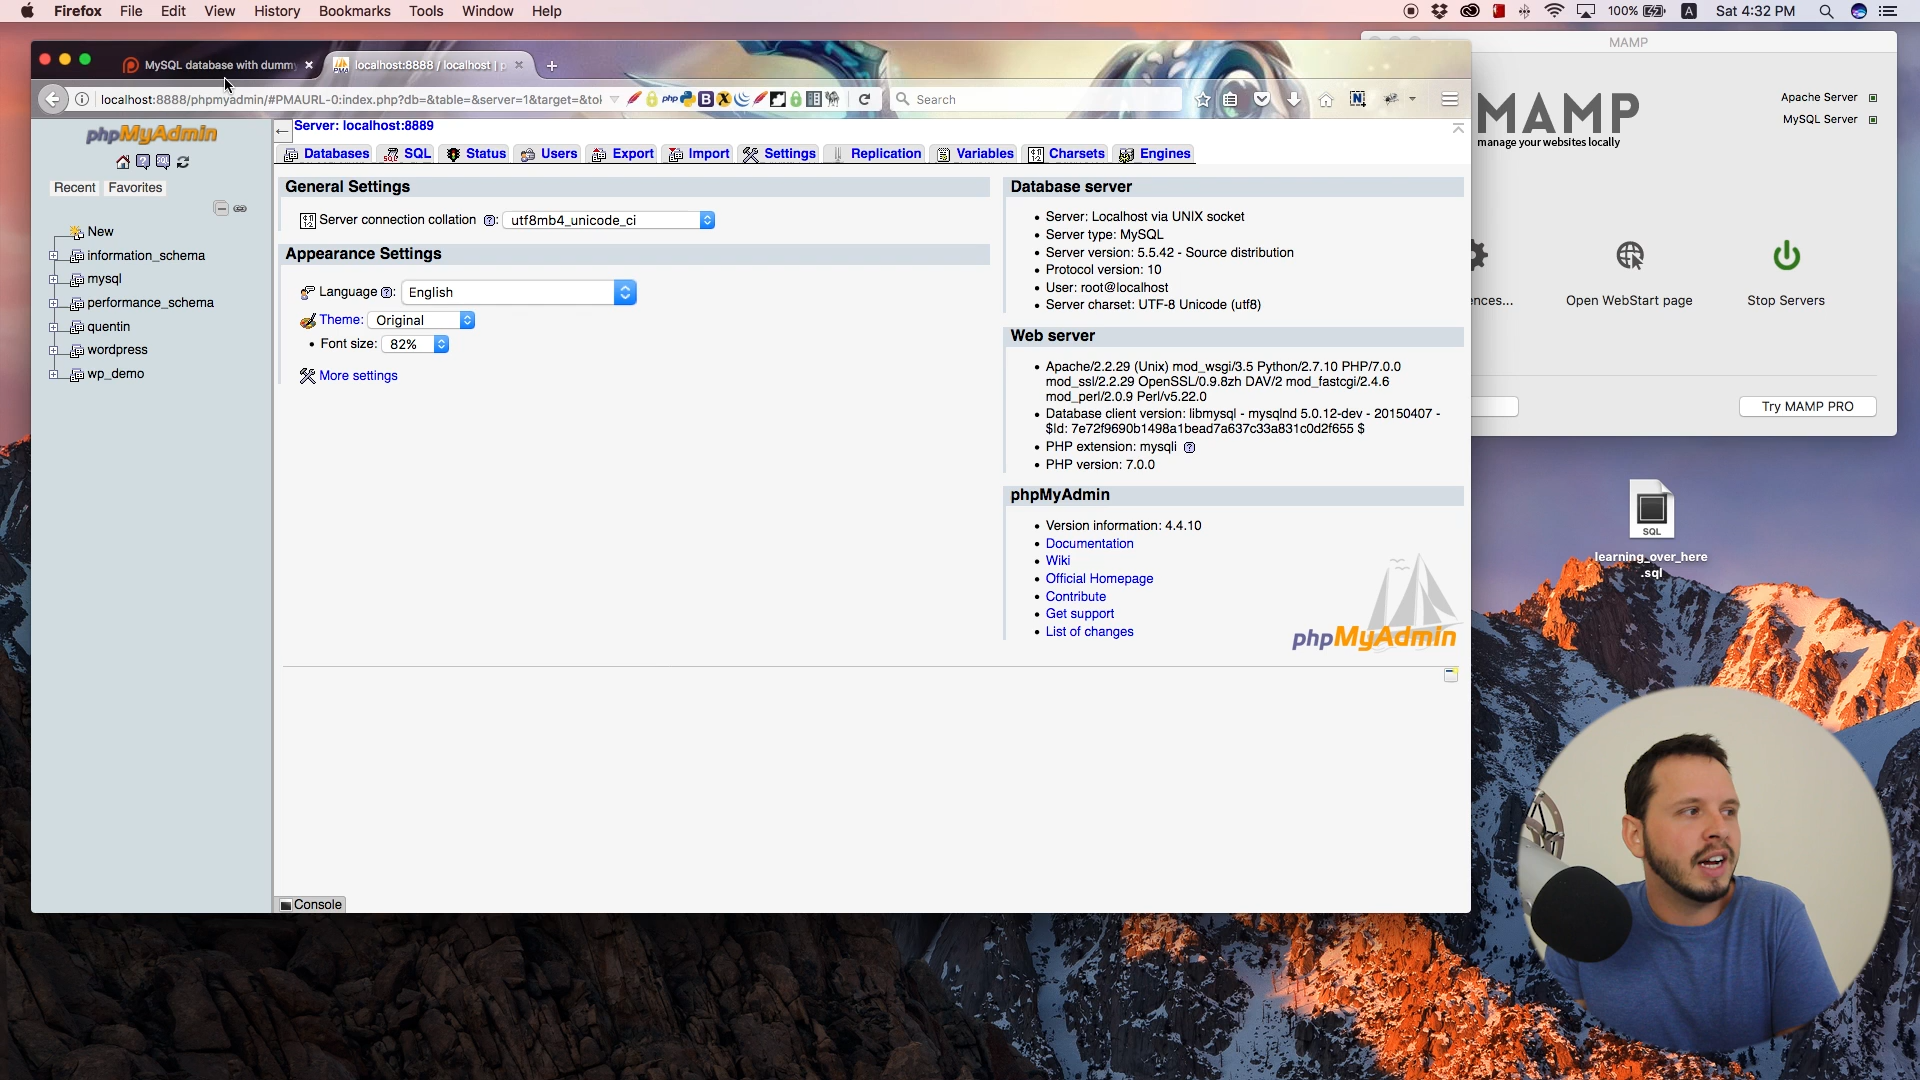 Firefox File Edit View History Bookmarks Tools Window Help
100% A Sat 4:32 PM
MySQL database with dummy
localhost:8888 / localhost | p
localhost:8888/phpmyadmin/#PMAURL-0:index.php?db=&table=&server=1&target=&tol
php B X N
Search
phpMyAdmin
Recent Favorites
New
information_schema
mysql
performance_schema
quentin
wordpress
wp_demo
Server: localhost:8889
Databases SQL Status Users Export Import Settings Replication Variables Charsets Engines
General Settings
Server connection collation ? : utf8mb4_unicode_ci
Appearance Settings
Language ? : English
Theme: Original
• Font size: 82%
More settings
Database server
• Server: Localhost via UNIX socket
• Server type: MySQL
• Server version: 5.5.42 - Source distribution
• Protocol version: 10
• User: root@localhost
• Server charset: UTF-8 Unicode (utf8)
Web server
• Apache/2.2.29 (Unix) mod_wsgi/3.5 Python/2.7.10 PHP/7.0.0
mod_ssl/2.2.29 OpenSSL/0.9.8zh DAV/2 mod_fastcgi/2.4.6
mod_perl/2.0.9 Perl/v5.22.0
• Database client version: libmysql - mysqlnd 5.0.12-dev - 20150407 -
$Id: 7e72f9690b1498a1bead7a637c33a831c0d2f655 $
• PHP extension: mysqli ?
• PHP version: 7.0.0
phpMyAdmin
• Version information: 4.4.10
• Documentation
• Wiki
• Official Homepage
• Contribute
• Get support
• List of changes
phpMyAdmin
Console
MAMP
MAMP
manage your websites locally
Apache Server
MySQL Server
ences...
Open WebStart page
Stop Servers
Try MAMP PRO
SQL
learning_over_here
.sql